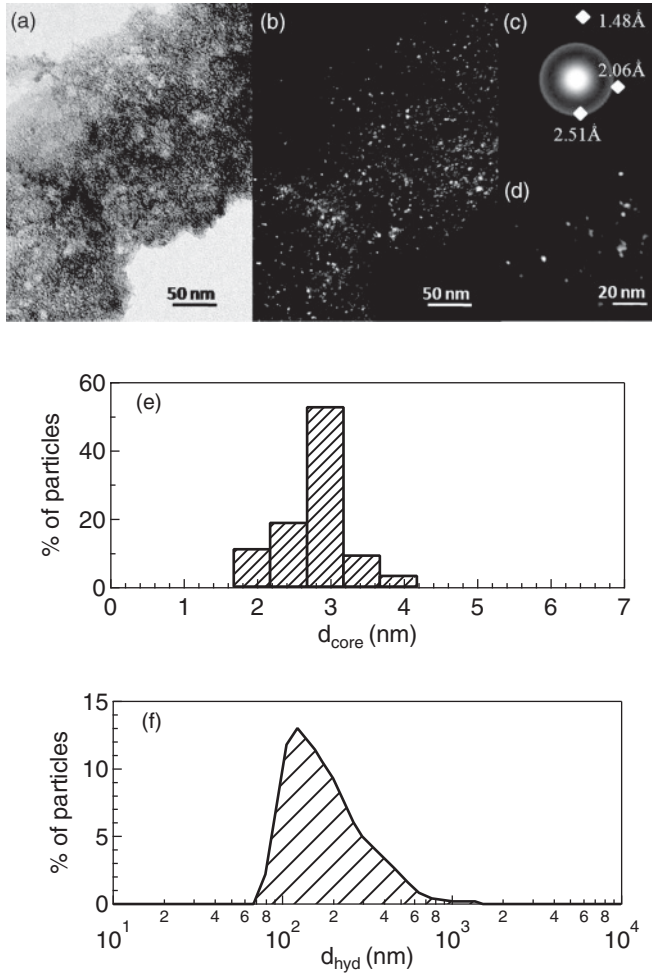 (a)
50 nm
(b)
50 nm
(c)
1.48Å
2.06Å
2.51Å
(d)
20 nm
(e)
% of particles
60
40
20
0
0 1 2 3 4 5 6 7
d_core (nm)
(f)
% of particles
15
10
5
0
10^1 2 4 6 8 10^2 2 4 6 8 10^3 2 4 6 8 10^4
d_hyd (nm)